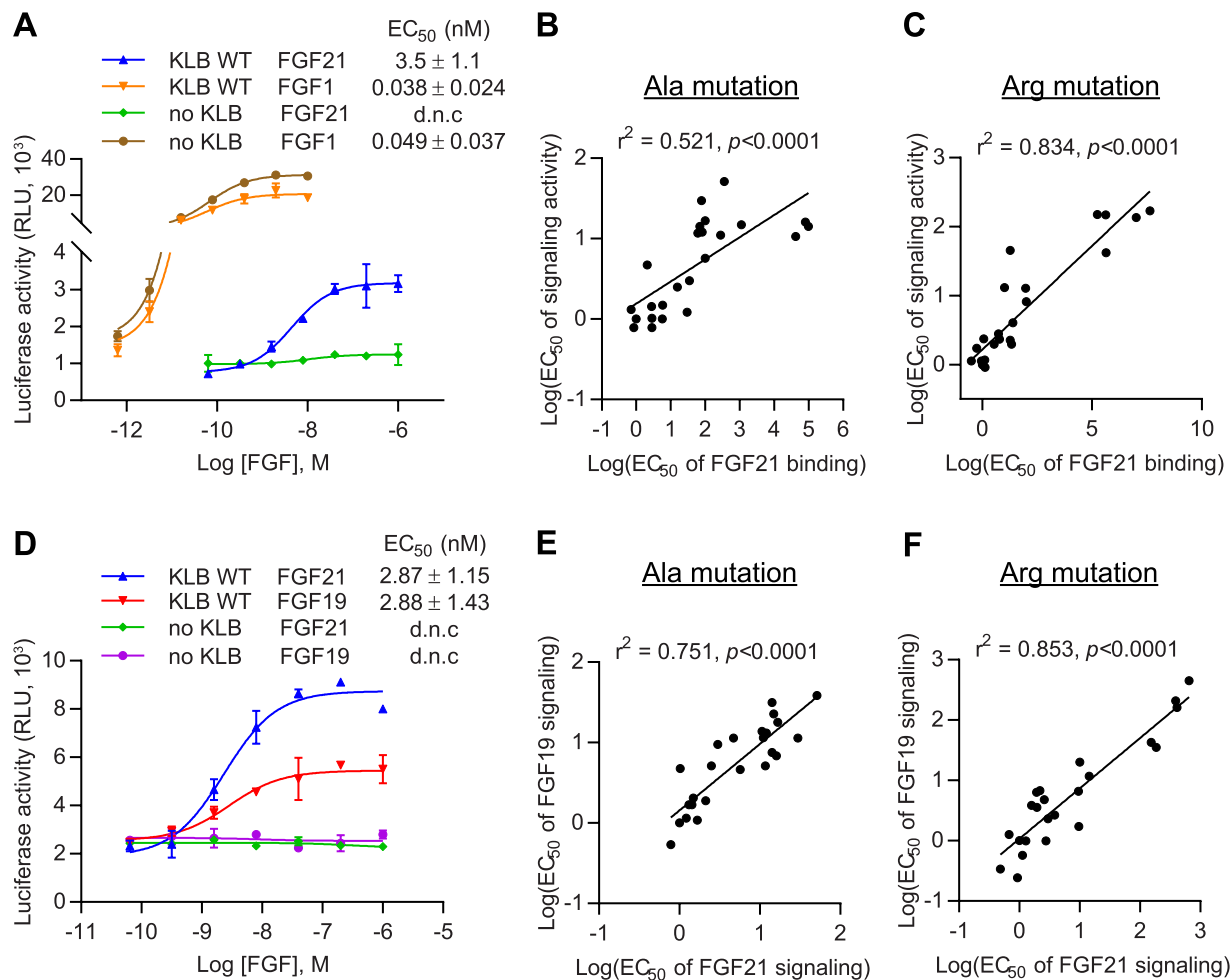 A
EC50 (nM)
KLB WT FGF21 3.5 ± 1.1
KLB WT FGF1 0.038 ± 0.024
no KLB FGF21 d.n.c
no KLB FGF1 0.049 ± 0.037
Luciferase activity (RLU, 10³)
40
20
4
3
2
1
0
-12 -10 -8 -6
Log [FGF], M
B
Ala mutation
r² = 0.521, p<0.0001
Log(EC50 of signaling activity)
2
1
0
-1
-1 0 1 2 3 4 5 6
Log(EC50 of FGF21 binding)
C
Arg mutation
r² = 0.834, p<0.0001
Log(EC50 of signaling activity)
3
2
1
0
0 5 10
Log(EC50 of FGF21 binding)
D
EC50 (nM)
KLB WT FGF21 2.87 ± 1.15
KLB WT FGF19 2.88 ± 1.43
no KLB FGF21 d.n.c
no KLB FGF19 d.n.c
Luciferase activity (RLU, 10³)
10
8
6
4
2
0
-11 -10 -9 -8 -7 -6 -5
Log [FGF], M
E
Ala mutation
r² = 0.751, p<0.0001
Log(EC50 of FGF19 signaling)
2
1
0
-1
-1 0 1 2
Log(EC50 of FGF21 signaling)
F
Arg mutation
r² = 0.853, p<0.0001
Log(EC50 of FGF19 signaling)
3
2
1
0
-1
-1 0 1 2 3
Log(EC50 of FGF21 signaling)